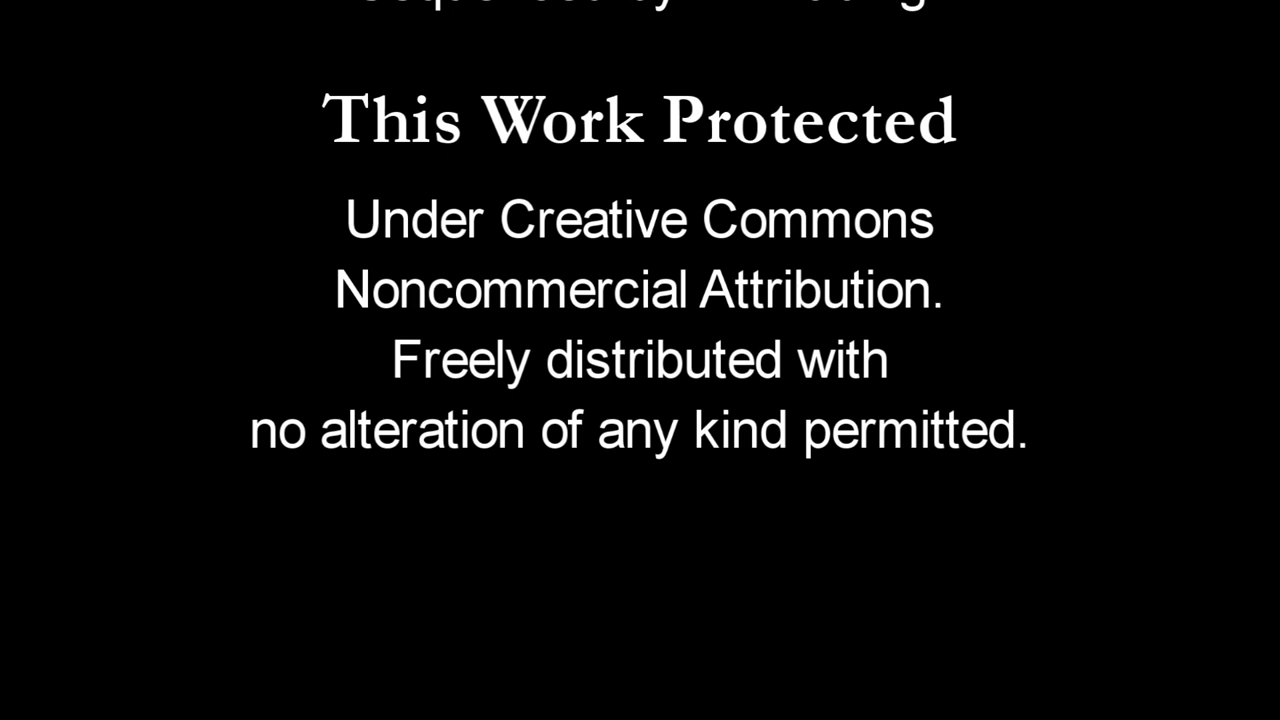 This Work Protected
Under Creative Commons
Noncommercial Attribution.
Freely distributed with
no alteration of any kind permitted.